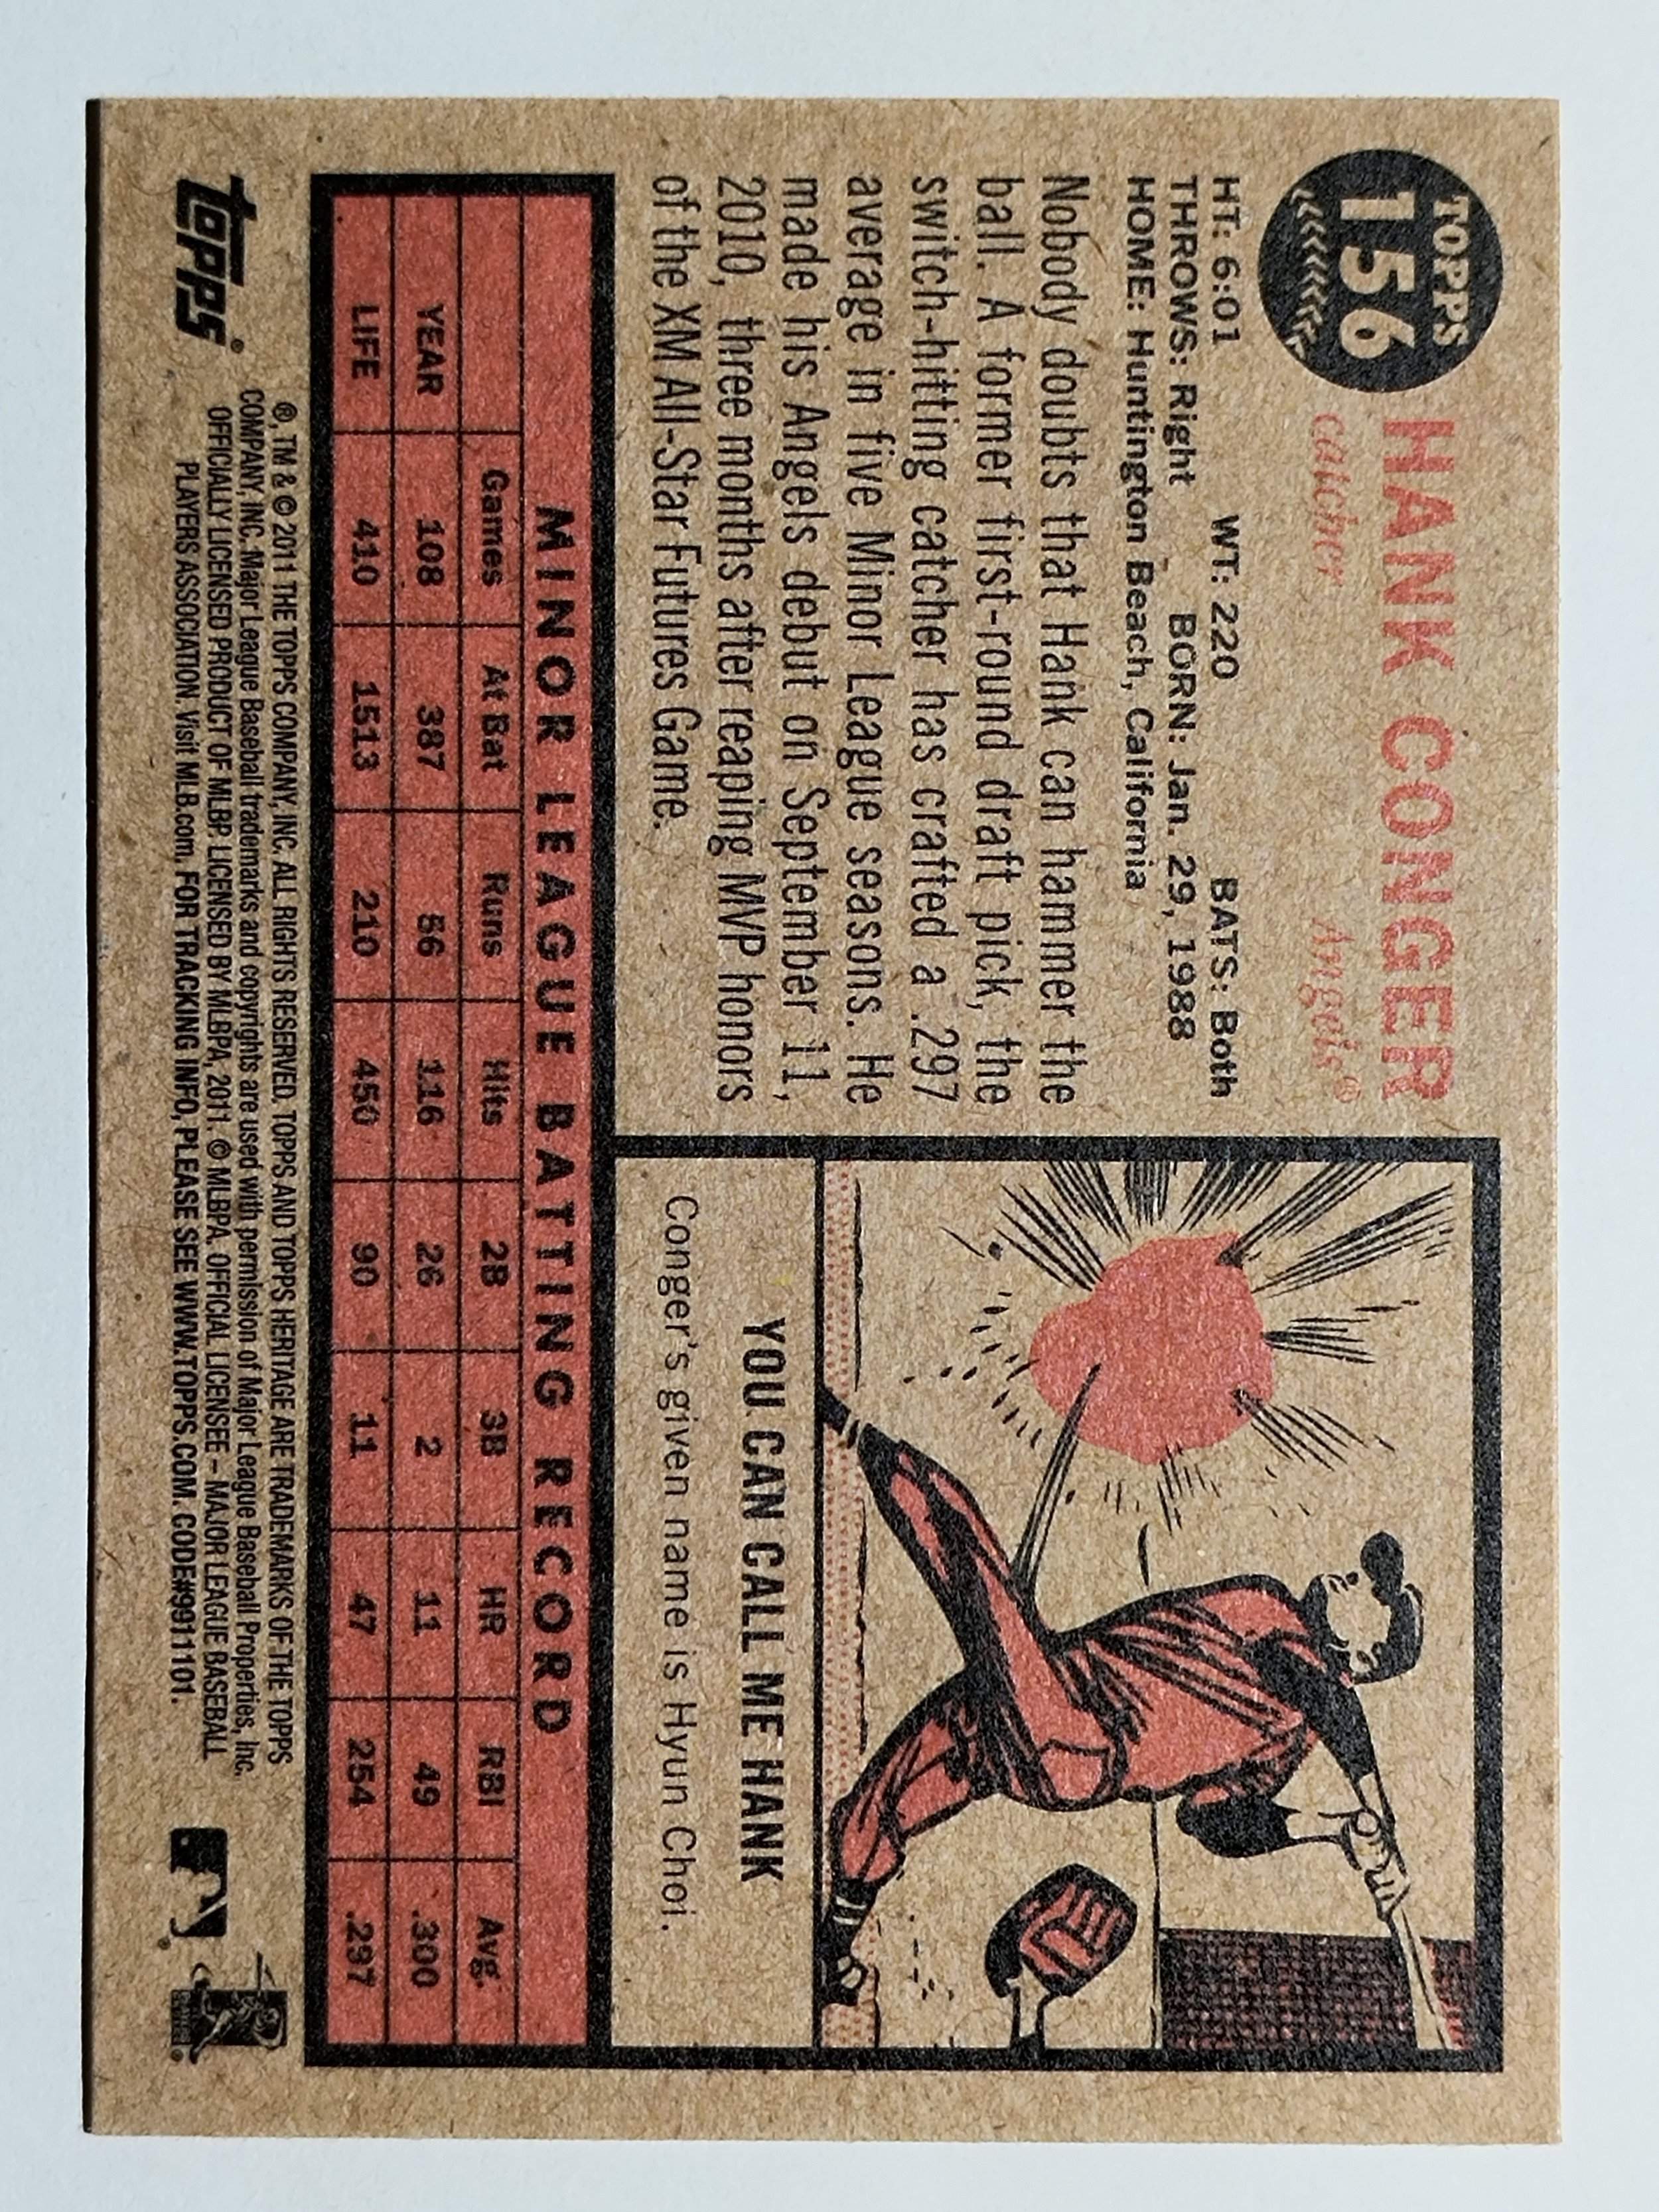 TOPPS
156
HANK CONGER
catcher Angels®
HT: 6:01 WT: 220 BATS: Both
THROWS: Right BORN: Jan. 29, 1988
HOME: Huntington Beach, California
Nobody doubts that Hank can hammer the
ball. A former first-round draft pick, the
switch-hitting catcher has crafted a .297
average in five Minor League seasons. He
made his Angels debut on September 11,
2010, three months after reaping MVP honors
of the XM All-Star Futures Game.
YOU CAN CALL ME HANK
Conger's given name is Hyun Choi.
MINOR LEAGUE BATTING RECORD
Games At Bat Runs Hits 2B 3B HR RBI Avg.
YEAR 108 387 56 116 26 2 11 49 .300
LIFE 410 1513 210 450 90 11 47 254 .297
topps®
®, TM & © 2011 THE TOPPS COMPANY, INC. ALL RIGHTS RESERVED. TOPPS AND TOPPS HERITAGE ARE TRADEMARKS OF THE TOPPS
COMPANY, INC. Major League Baseball trademarks and copyrights are used with permission of Major League Baseball Properties, Inc.
OFFICIALLY LICENSED PRODUCT OF MLBP. LICENSED BY MLBPA, 2011. © MLBPA. OFFICIAL LICENSEE – MAJOR LEAGUE BASEBALL
PLAYERS ASSOCIATION. Visit MLB.com. FOR TRACKING INFO, PLEASE SEE WWW.TOPPS.COM. CODE#9911101.